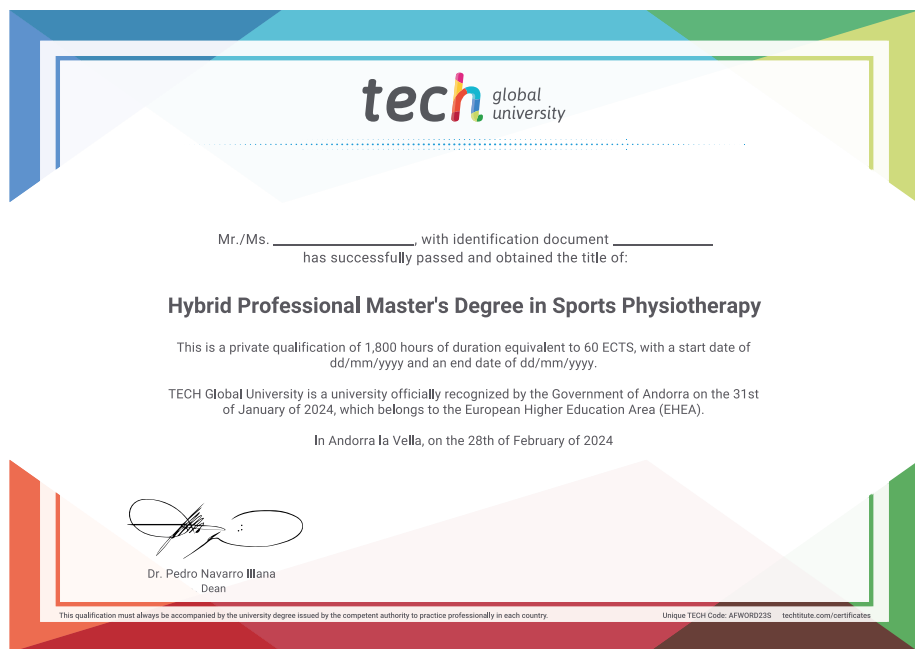 tech global university
Mr./Ms. ____________________, with identification document ______________
has successfully passed and obtained the title of:
Hybrid Professional Master's Degree in Sports Physiotherapy
This is a private qualification of 1,800 hours of duration equivalent to 60 ECTS, with a start date of
dd/mm/yyyy and an end date of dd/mm/yyyy.
TECH Global University is a university officially recognized by the Government of Andorra on the 31st
of January of 2024, which belongs to the European Higher Education Area (EHEA).
In Andorra la Vella, on the 28th of February of 2024
Dr. Pedro Navarro Illana
Dean
This qualification must always be accompanied by the university degree issued by the competent authority to practice professionally in each country.
Unique TECH Code: AFWORD23S techtitute.com/certificates